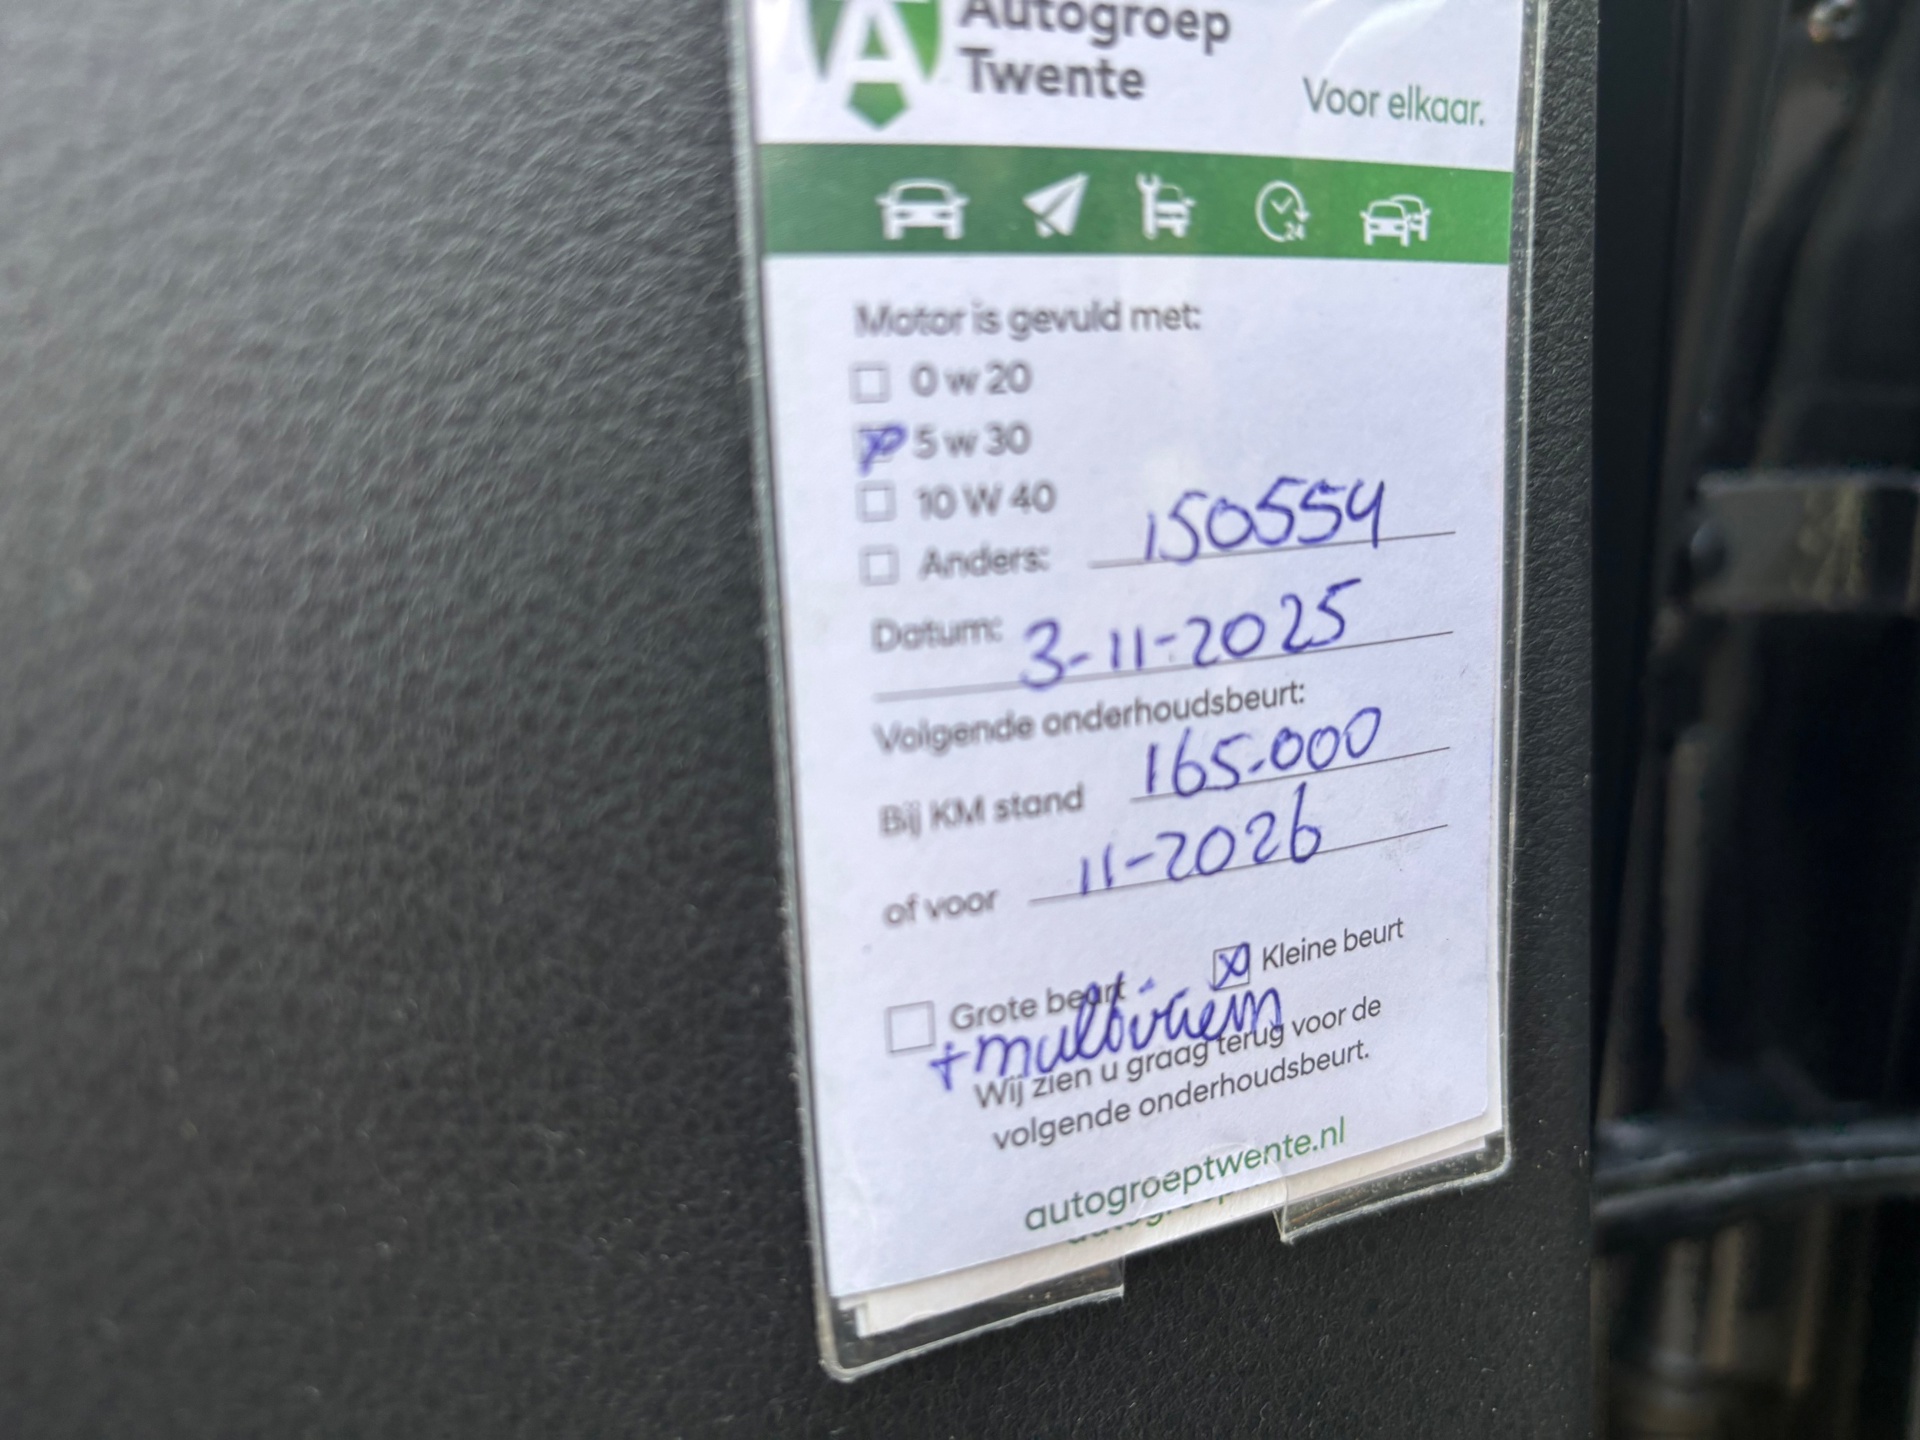 Autogroep
Twente
Voor elkaar.
24
Motor is gevuld met:
0 w 20
5 w 30
10 W 40
Anders: 150554
Datum: 3-11-2025
Volgende onderhoudsbeurt:
Bij KM stand 165.000
of voor 11-2026
Grote beurt Kleine beurt
+ multiriem
Wij zien u graag terug voor de
volgende onderhoudsbeurt.
autogroeptwente.nl